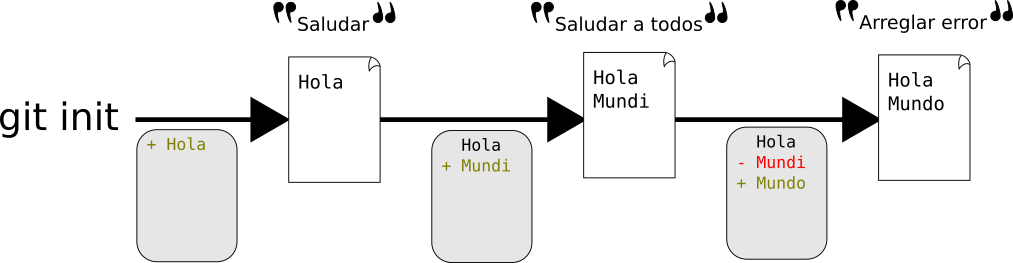 ❞Saludar❞
❞Saludar a todos❞
❞Arreglar error❞
git init
Hola
Hola
Mundi
Hola
Mundo
+ Hola
Hola
+ Mundi
Hola
- Mundi
+ Mundo